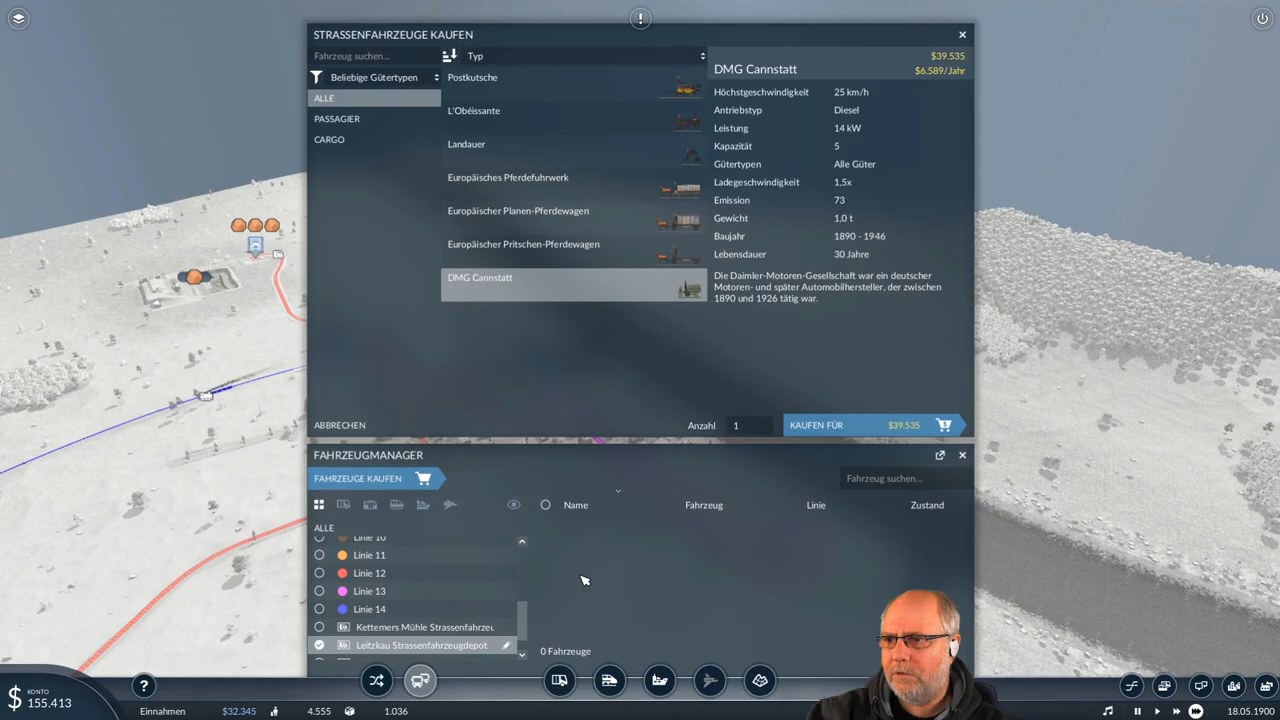 STRASSENFAHRZEUGE KAUFEN
Fahrzeug suchen...
Typ
Beliebige Gütertypen
ALLE
PASSAGIER
CARGO
Postkutsche
L'Obéissante
Landauer
Europäisches Pferdefuhrwerk
Europäischer Planen-Pferdewagen
Europäischer Pritschen-Pferdewagen
DMG Cannstatt
$39.535
DMG Cannstatt
$6.589/Jahr
Höchstgeschwindigkeit 25 km/h
Antriebstyp Diesel
Leistung 14 kW
Kapazität 5
Gütertypen Alle Güter
Ladegeschwindigkeit 1,5x
Emission 73
Gewicht 1,0 t
Baujahr 1890 - 1946
Lebensdauer 30 Jahre
Die Daimler-Motoren-Gesellschaft war ein deutscher
Motoren- und später Automobilhersteller, der zwischen
1890 und 1926 tätig war.
ABBRECHEN
Anzahl 1
KAUFEN FÜR $39.535
FAHRZEUGMANAGER
FAHRZEUGE KAUFEN
Fahrzeug suchen...
Name Fahrzeug Linie Zustand
ALLE
Linie 10
Linie 11
Linie 12
Linie 13
Linie 14
Kettemers Mühle Strassenfahrzeu
Leitzkau Strassenfahrzeugdepot
0 Fahrzeuge
$ KONTO
155.413
?
Einnahmen $32.345 4.555 1.036
18.05.1900